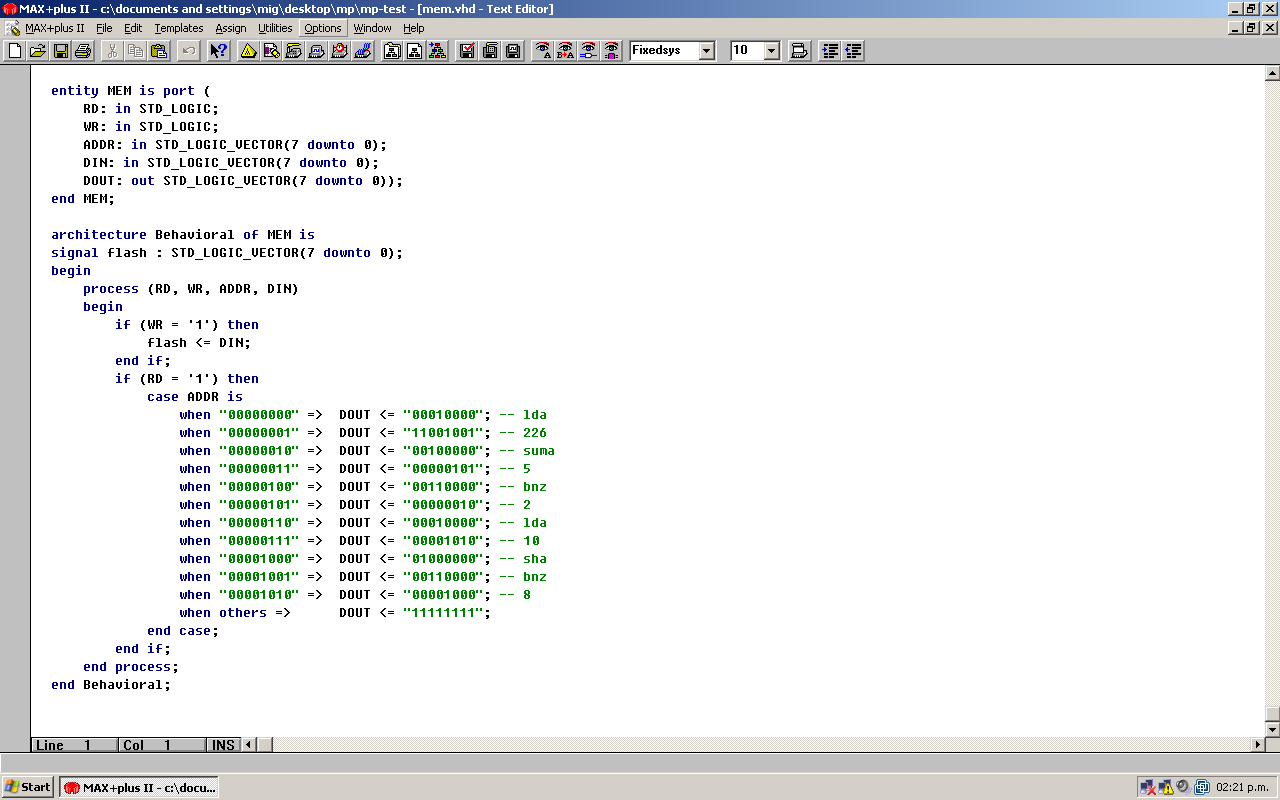 MAX+plus II - c:\documents and settings\mig\desktop\mp\mp-test - [mem.vhd - Text Editor]
MAX+plus II File Edit Templates Assign Utilities Options Window Help
Fixedsys 10
entity MEM is port (
    RD: in STD_LOGIC;
    WR: in STD_LOGIC;
    ADDR: in STD_LOGIC_VECTOR(7 downto 0);
    DIN: in STD_LOGIC_VECTOR(7 downto 0);
    DOUT: out STD_LOGIC_VECTOR(7 downto 0));
end MEM;
architecture Behavioral of MEM is
signal flash : STD_LOGIC_VECTOR(7 downto 0);
begin
    process (RD, WR, ADDR, DIN)
    begin
        if (WR = '1') then
            flash <= DIN;
        end if;
        if (RD = '1') then
            case ADDR is
                when "00000000" =>  DOUT <= "00010000"; -- lda
                when "00000001" =>  DOUT <= "11001001"; -- 226
                when "00000010" =>  DOUT <= "00100000"; -- suma
                when "00000011" =>  DOUT <= "00000101"; -- 5
                when "00000100" =>  DOUT <= "00110000"; -- bnz
                when "00000101" =>  DOUT <= "00000010"; -- 2
                when "00000110" =>  DOUT <= "00010000"; -- lda
                when "00000111" =>  DOUT <= "00001010"; -- 10
                when "00001000" =>  DOUT <= "01000000"; -- sha
                when "00001001" =>  DOUT <= "00110000"; -- bnz
                when "00001010" =>  DOUT <= "00001000"; -- 8
                when others =>      DOUT <= "11111111";
            end case;
        end if;
    end process;
end Behavioral;
Line 1 Col 1 INS
Start MAX+plus II - c:\docu... 02:21 p.m.